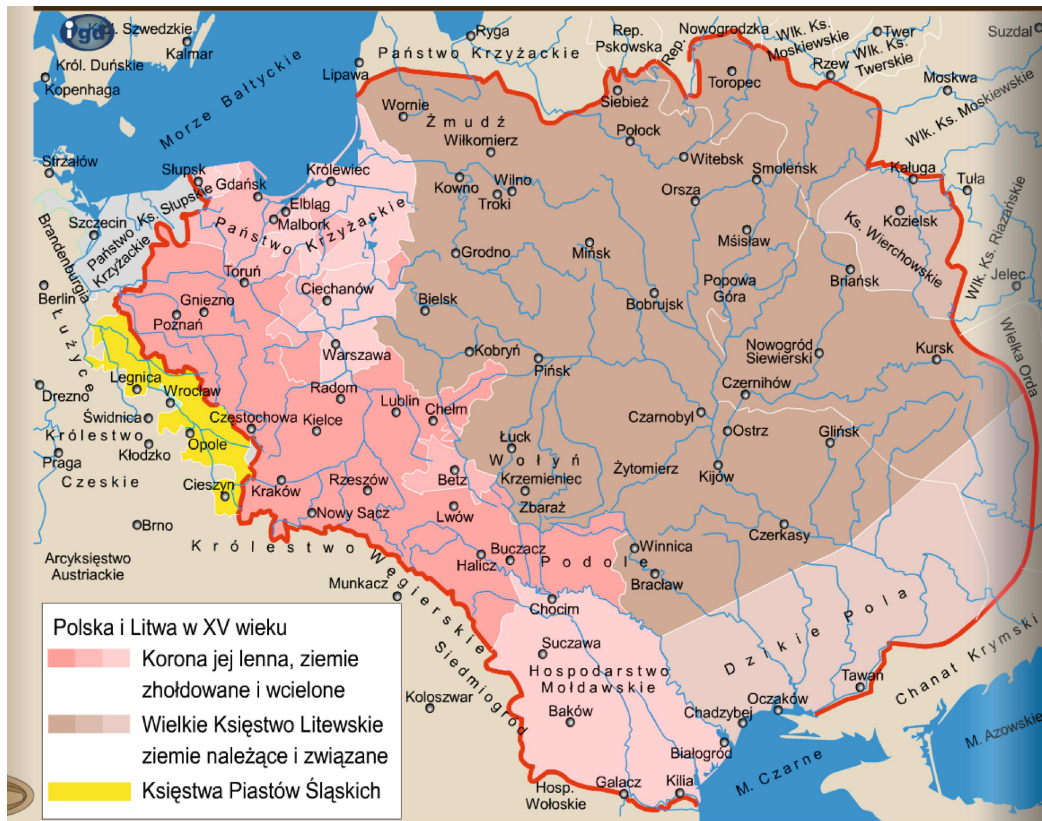 igd
Król. Szwedzkie
Kalmar
Król. Duńskie
Kopenhaga
Morze Bałtyckie
Ryga
Państwo Krzyżackie
Lipawa
Rep. Pskowska
Rep. Nowogrodzka
Wlk. Ks. Moskiewskie
Twer
Wlk. Ks. Twerskie
Rzew
Suzdal
Moskwa
Wlk. Ks. Moskiewskie
Toropec
Siebież
Wornie
Żmudź
Wiłkomierz
Połock
Witebsk
Smoleńsk
Kaługa
Tuła
Strzałów
Słupsk
Gdańsk
Królewiec
Elbląg
Malbork
Państwo Krzyżackie
Kowno
Wilno
Troki
Orsza
Kozielsk
Ks. Wierchowskie
Wlk. Ks. Riazańskie
Szczecin
Ks. Słupskie
Państwo Krzyżackie
Brandenburgia
Mśisław
Grodno
Mińsk
Toruń
Berlin
Gniezno
Poznań
Ciechanów
Bielsk
Bobrujsk
Popowa Góra
Briańsk
Jelec
Łużyce
Warszawa
Kobryń
Pińsk
Nowogród Siewierski
Kursk
Wielka Orda
Drezno
Legnica
Wrocław
Radom
Lublin
Chelm
Czernihów
Świdnica
Częstochowa
Kielce
Czarnobyl
Ostrz
Glińsk
Królestwo Czeskie
Kłodzko
Opole
Łuck
Wołyń
Praga
Cieszyn
Kraków
Rzeszów
Betz
Krzemieniec
Żytomierz
Kijów
Zbaraż
Brno
Nowy Sącz
Lwów
Czerkasy
Królestwo Węgierskie
Buczacz
Halicz
Podole
Winnica
Bracław
Arcyksięstwo
Austriackie
Munkacz
Chocim
Dzikie Pola
Suczawa
Siedmiogród
Hospodarstwo
Mołdawskie
Koloszwar
Baków
Chadzybej
Oczaków
Tawań
Chanat Krymski
M. Azowskie
Białogród
M. Czarne
Hosp.
Wołoskie
Galacz
Kilia
Polska i Litwa w XV wieku
Korona jej lenna, ziemie
zhołdowane i wcielone
Wielkie Księstwo Litewskie
ziemie należące i związane
Księstwa Piastów Śląskich